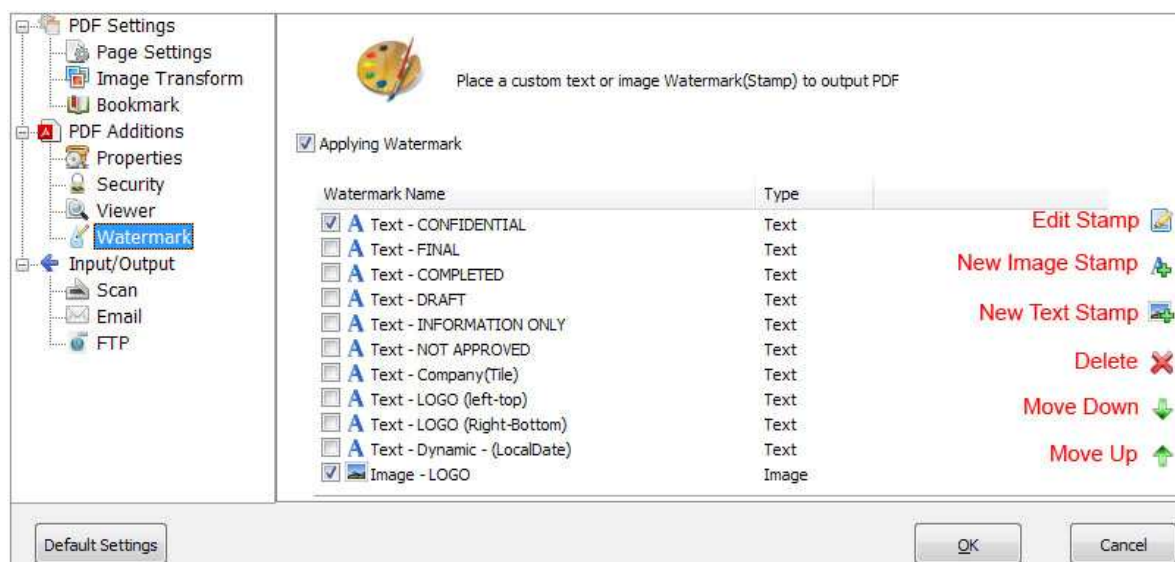 PDF Settings
Page Settings
Image Transform
Bookmark
PDF Additions
Properties
Security
Viewer
Watermark
Input/Output
Scan
Email
FTP
Place a custom text or image Watermark(Stamp) to output PDF
Applying Watermark
Watermark Name Type
A Text - CONFIDENTIAL Text
A Text - FINAL Text
A Text - COMPLETED Text
A Text - DRAFT Text
A Text - INFORMATION ONLY Text
A Text - NOT APPROVED Text
A Text - Company(Tile) Text
A Text - LOGO (left-top) Text
A Text - LOGO (Right-Bottom) Text
A Text - Dynamic - (LocalDate) Text
Image - LOGO Image
Edit Stamp
New Image Stamp
New Text Stamp
Delete
Move Down
Move Up
Default Settings
OK
Cancel